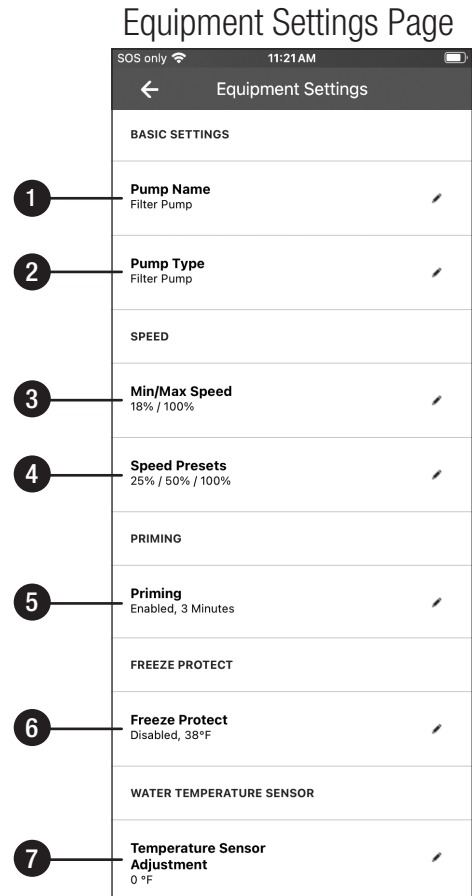 Equipment Settings Page
SOS only 11:21 AM
Equipment Settings
BASIC SETTINGS
1 Pump Name
Filter Pump
2 Pump Type
Filter Pump
SPEED
3 Min/Max Speed
18% / 100%
4 Speed Presets
25% / 50% / 100%
PRIMING
5 Priming
Enabled, 3 Minutes
FREEZE PROTECT
6 Freeze Protect
Disabled, 38°F
WATER TEMPERATURE SENSOR
7 Temperature Sensor
Adjustment
0 °F